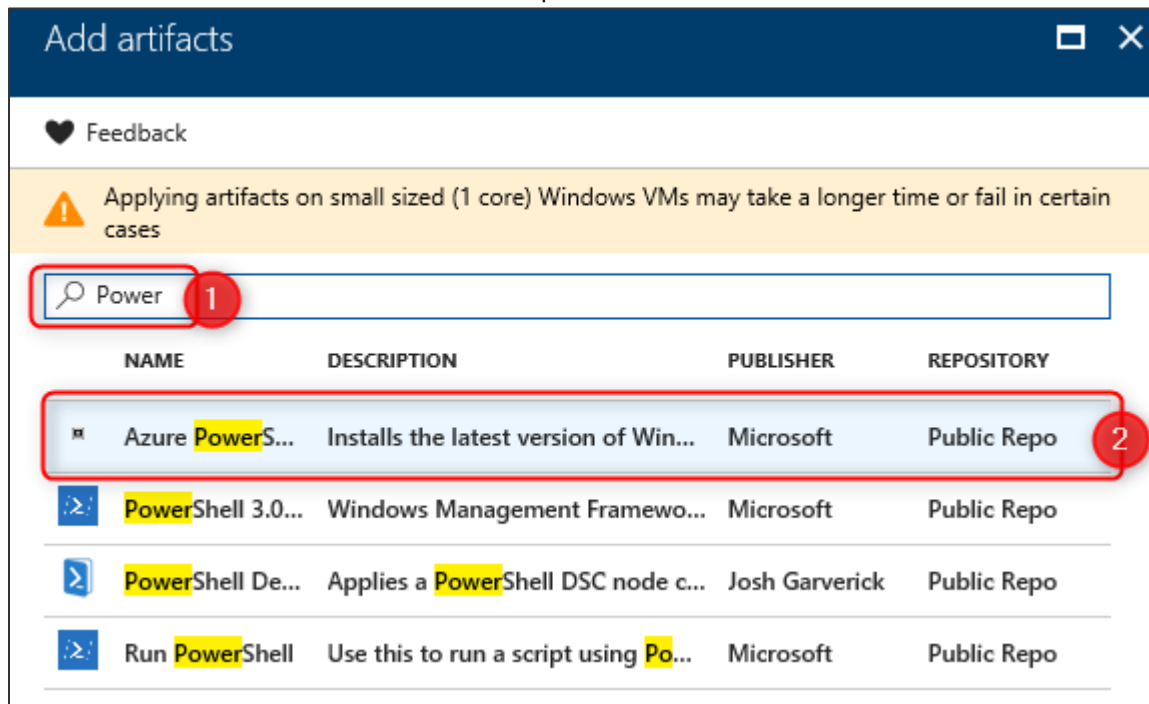 Add artifacts
Feedback
Applying artifacts on small sized (1 core) Windows VMs may take a longer time or fail in certain
cases
Power 1
NAME DESCRIPTION PUBLISHER REPOSITORY
Azure PowerS... Installs the latest version of Win... Microsoft Public Repo 2
PowerShell 3.0... Windows Management Framewo... Microsoft Public Repo
PowerShell De... Applies a PowerShell DSC node c... Josh Garverick Public Repo
Run PowerShell Use this to run a script using Po... Microsoft Public Repo